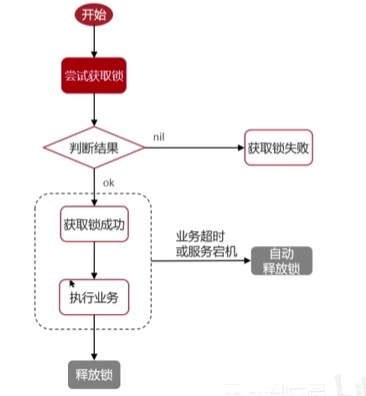 开始
尝试获取锁
判断结果
nil
获取锁失败
ok
获取锁成功
业务超时
或服务宕机
自动
释放锁
执行业务
释放锁